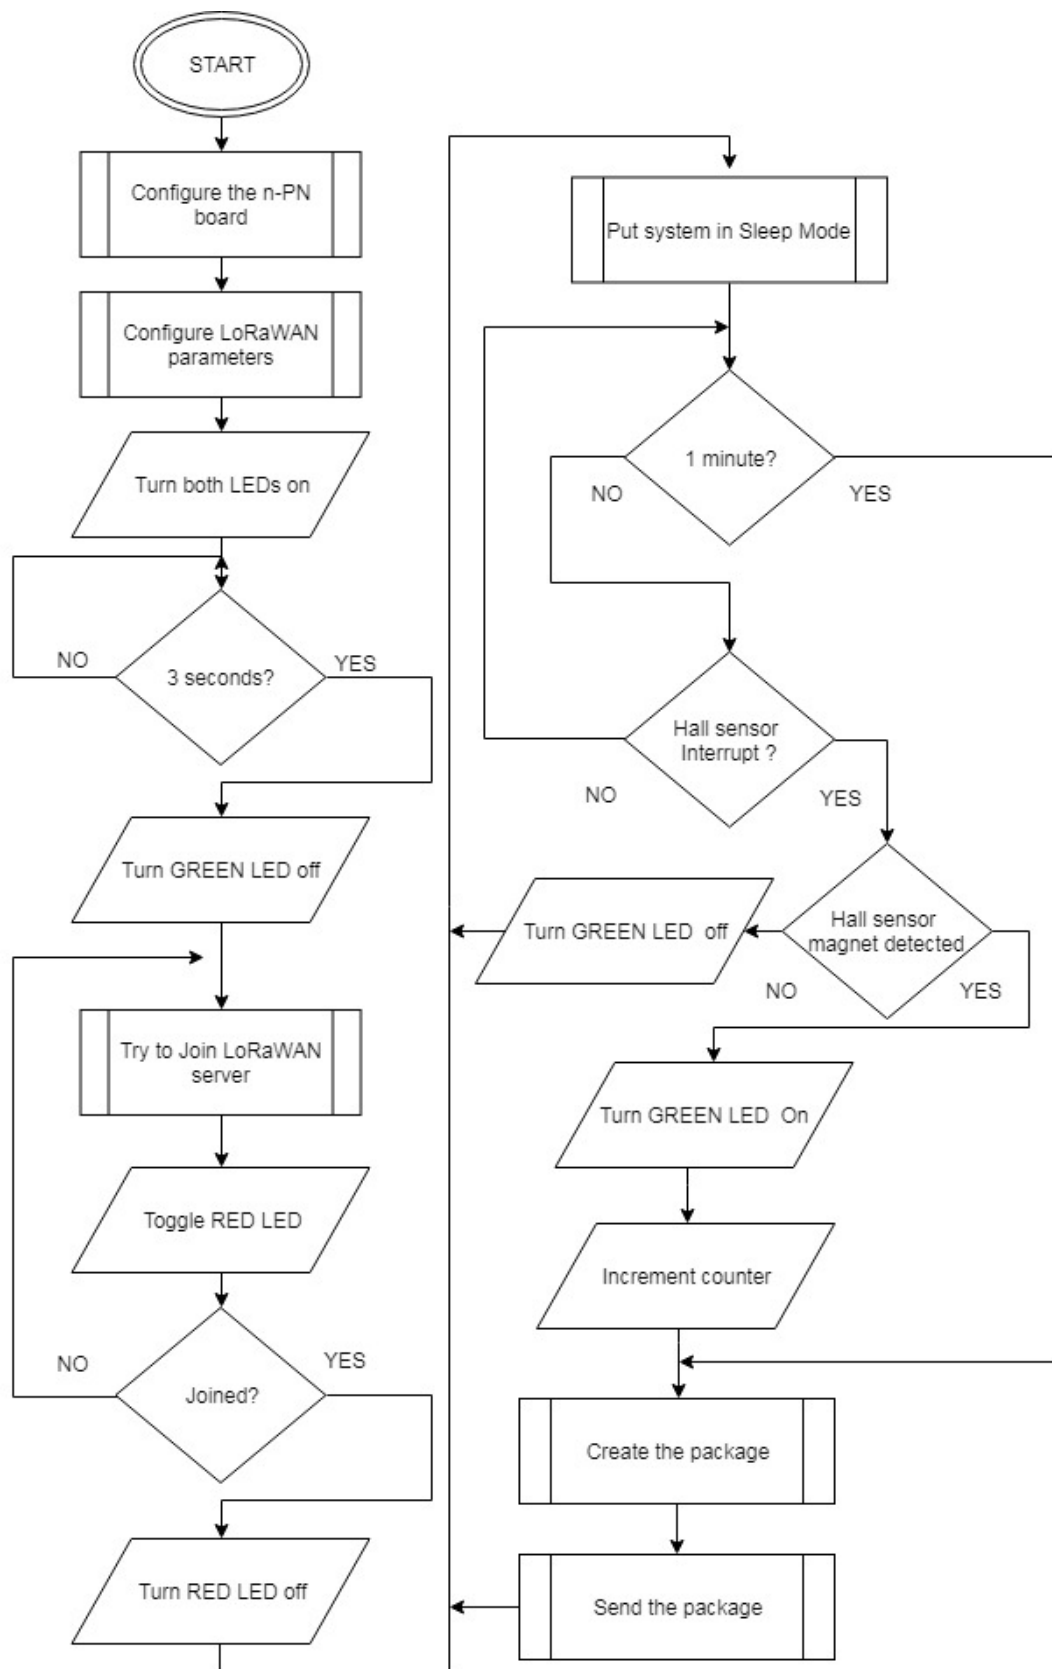 START
Configure the n-PN
board
Configure LoRaWAN
parameters
Turn both LEDs on
NO
3 seconds?
YES
Turn GREEN LED off
Try to Join LoRaWAN
server
Toggle RED LED
NO
Joined?
YES
Turn RED LED off
Put system in Sleep Mode
1 minute?
NO
YES
Hall sensor
Interrupt ?
NO
YES
Hall sensor
magnet detected
NO
YES
Turn GREEN LED  off
Turn GREEN LED  On
Increment counter
Create the package
Send the package